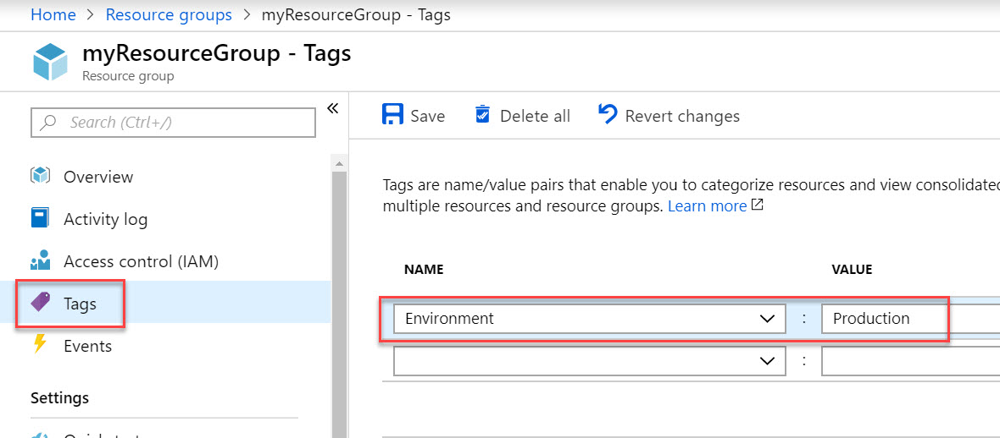 Home > Resource groups > myResourceGroup - Tags
myResourceGroup - Tags
Resource group
Search (Ctrl+/)
«
Overview
Activity log
Access control (IAM)
Tags
Events
Settings
Save Delete all Revert changes
Tags are name/value pairs that enable you to categorize resources and view consolidated
multiple resources and resource groups. Learn more
NAME VALUE
Environment : Production
: